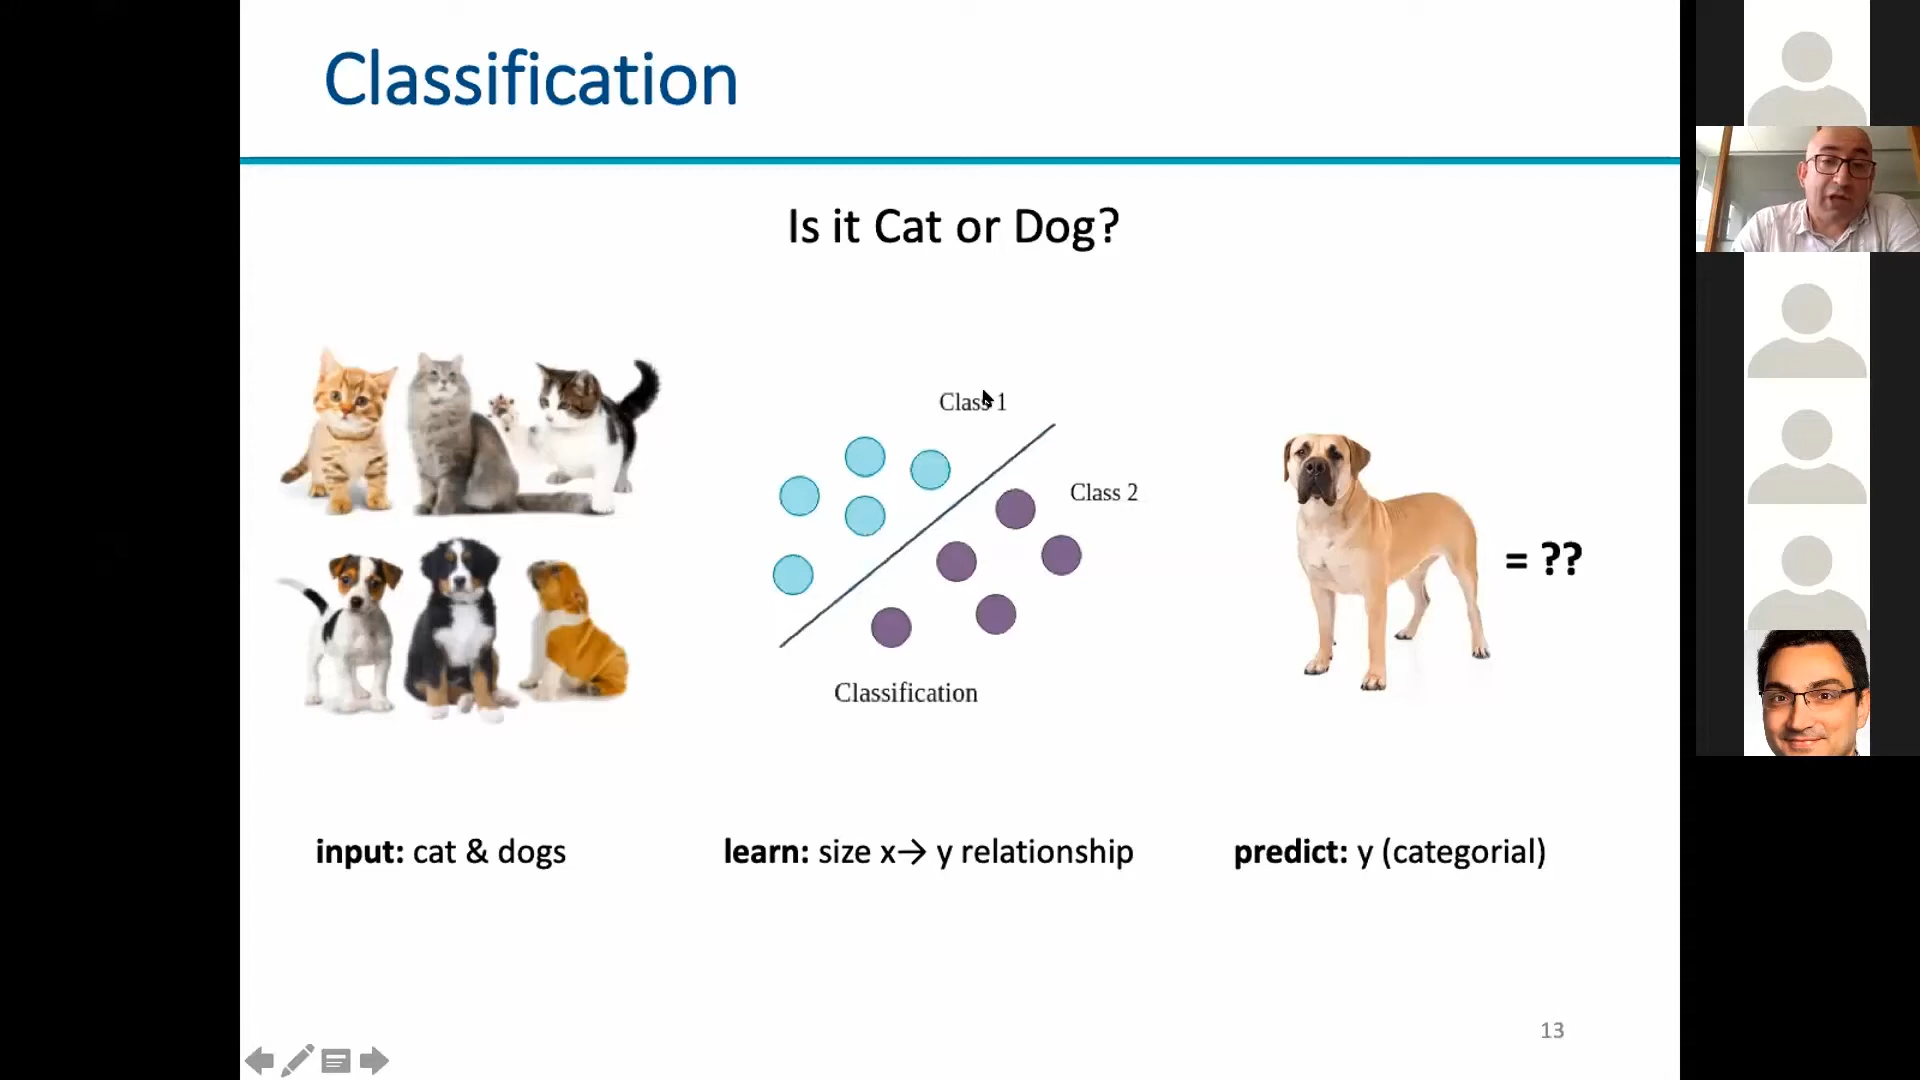 Classification
Is it Cat or Dog?
Class 1
Class 2
Classification
= ??
input: cat & dogs
learn: size x→ y relationship
predict: y (categorial)
13